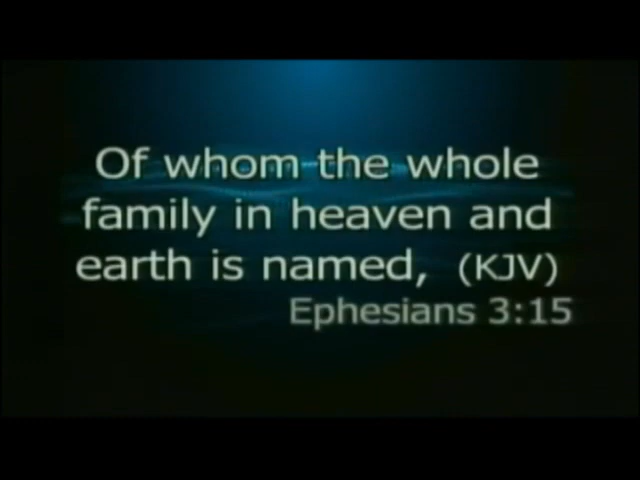 Of whom the whole
family in heaven and
earth is named, (KJV)
Ephesians 3:15